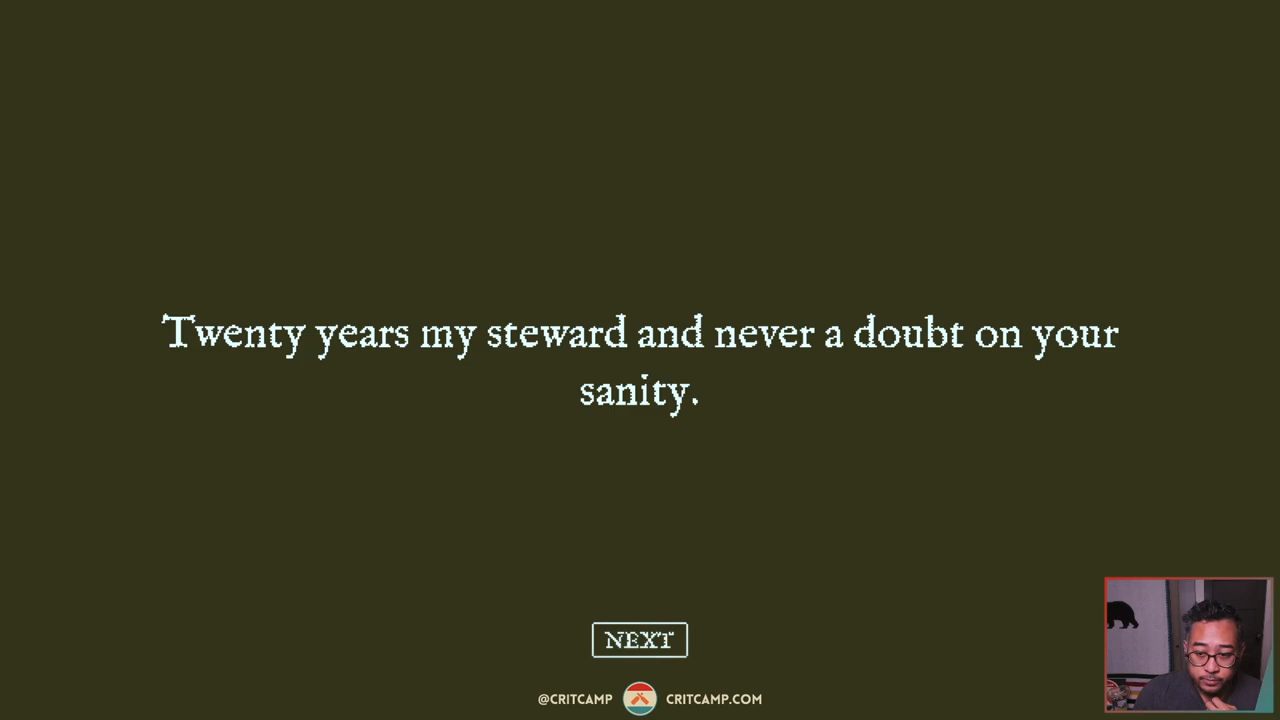 Twenty years my steward and never a doubt on your
sanity.
NEXT
@CRITCAMP CRITCAMP.COM